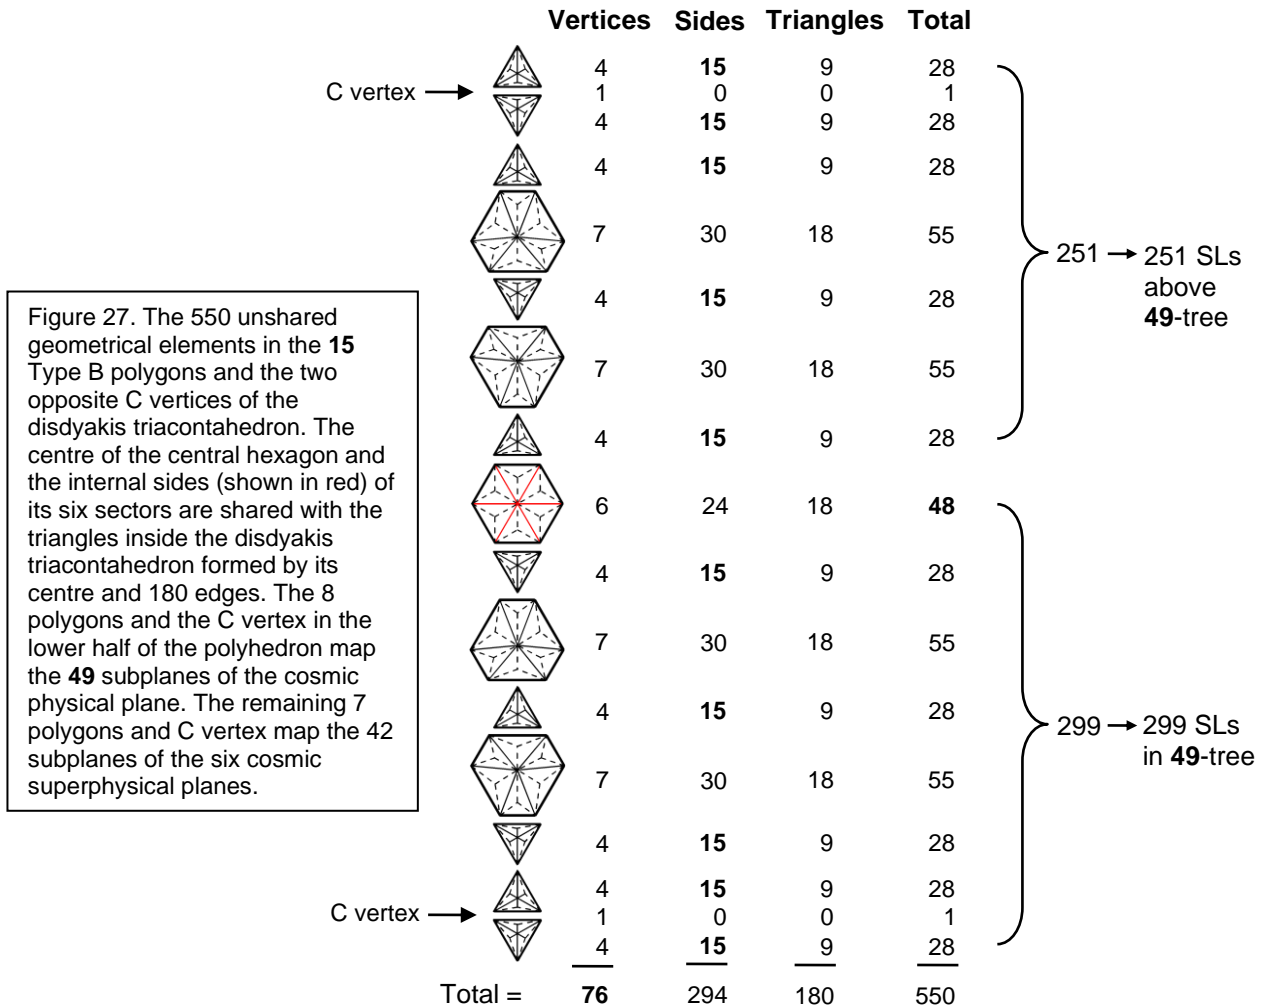 Vertices Sides Triangles Total
4 15 9 28
C vertex → 1 0 0 1
4 15 9 28
4 15 9 28
7 30 18 55
251 → 251 SLs
above
49-tree
4 15 9 28
7 30 18 55
4 15 9 28
Figure 27. The 550 unshared
geometrical elements in the 15
Type B polygons and the two
opposite C vertices of the
disdyakis triacontahedron. The
centre of the central hexagon and
the internal sides (shown in red) of
its six sectors are shared with the
triangles inside the disdyakis
triacontahedron formed by its
centre and 180 edges. The 8
polygons and the C vertex in the
lower half of the polyhedron map
the 49 subplanes of the cosmic
physical plane. The remaining 7
polygons and C vertex map the 42
subplanes of the six cosmic
superphysical planes.
6 24 18 48
4 15 9 28
7 30 18 55
4 15 9 28
299 → 299 SLs
in 49-tree
7 30 18 55
4 15 9 28
4 15 9 28
C vertex → 1 0 0 1
4 15 9 28
Total = 76 294 180 550